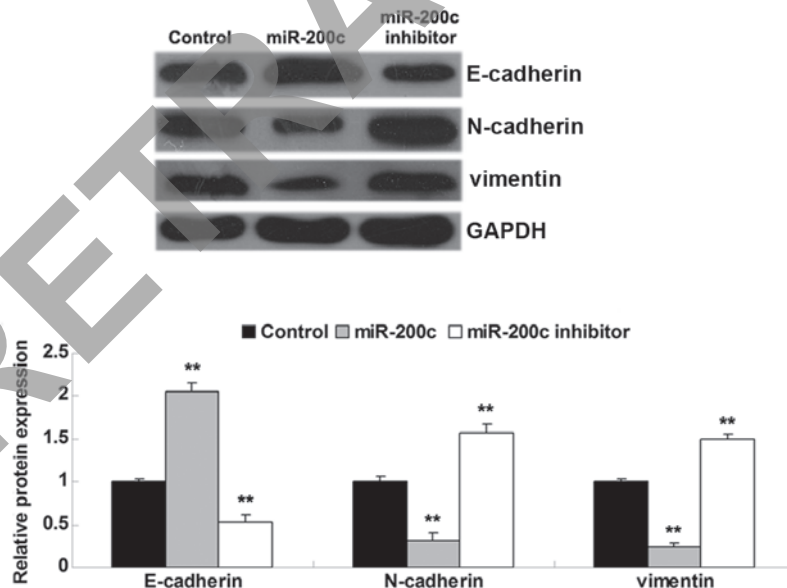 Control miR-200c miR-200c
inhibitor
E-cadherin
N-cadherin
vimentin
GAPDH
Control miR-200c miR-200c inhibitor
Relative protein expression
2.5
2
1.5
1
0.5
0
**
**
**
**
**
**
E-cadherin N-cadherin vimentin
RETRA